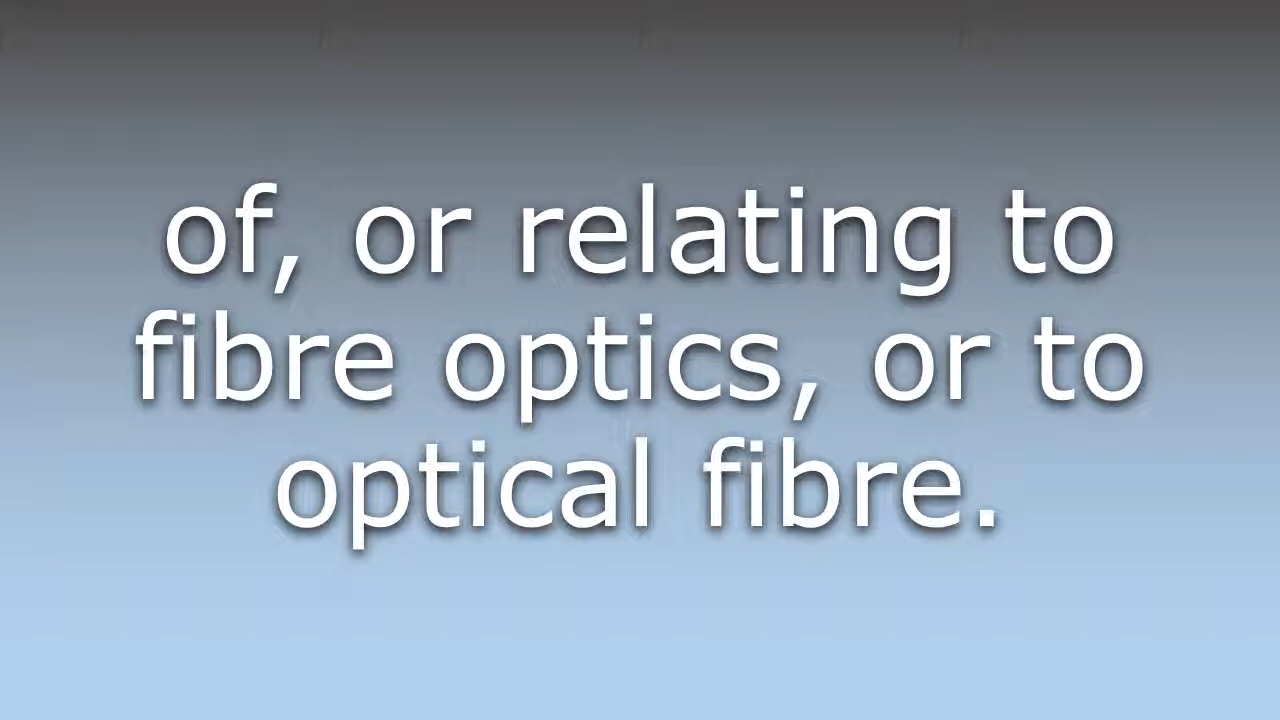 of, or relating to
fibre optics, or to
optical fibre.